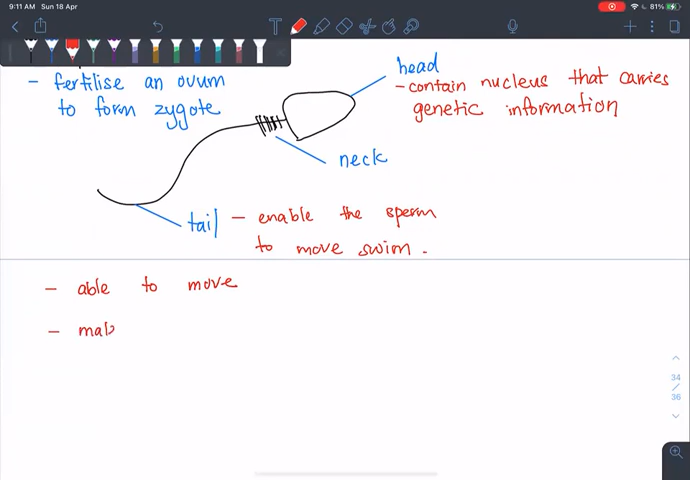 9:11 AM Sun 18 Apr
81%
- fertilise an ovum
to form zygote
head
- contain nucleus that carries
genetic information
neck
tail - enable the sperm
to move swim.
- able to move
- mal
34
/
36